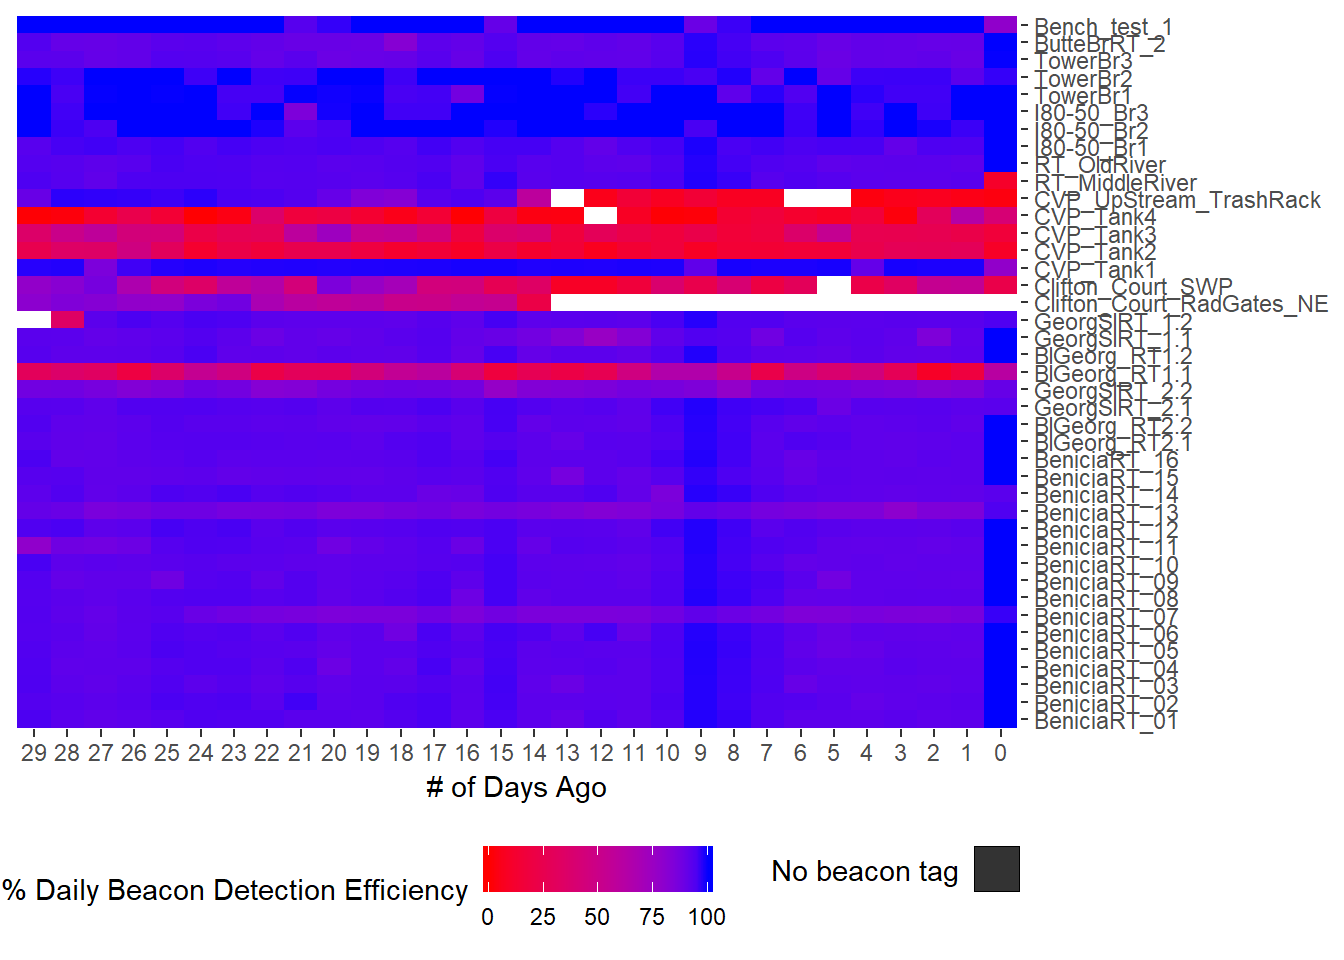 Bench_test_1
ButteBrRT_2
TowerBr3
TowerBr2
TowerBr1
I80-50_Br3
I80-50_Br2
I80-50_Br1
RT_OldRiver
RT_MiddleRiver
CVP_UpStream_TrashRack
CVP_Tank4
CVP_Tank3
CVP_Tank2
CVP_Tank1
Clifton_Court_SWP
Clifton_Court_RadGates_NE
GeorgSlRT_1.2
GeorgSlRT_1.1
BlGeorg_RT1.2
BlGeorg_RT1.1
GeorgSlRT_2.2
GeorgSlRT_2.1
BlGeorg_RT2.2
BlGeorg_RT2.1
BeniciaRT_16
BeniciaRT_15
BeniciaRT_14
BeniciaRT_13
BeniciaRT_12
BeniciaRT_11
BeniciaRT_10
BeniciaRT_09
BeniciaRT_08
BeniciaRT_07
BeniciaRT_06
BeniciaRT_05
BeniciaRT_04
BeniciaRT_03
BeniciaRT_02
BeniciaRT_01
29 28 27 26 25 24 23 22 21 20 19 18 17 16 15 14 13 12 11 10 9 8 7 6 5 4 3 2 1 0
# of Days Ago
% Daily Beacon Detection Efficiency
0 25 50 75 100
No beacon tag